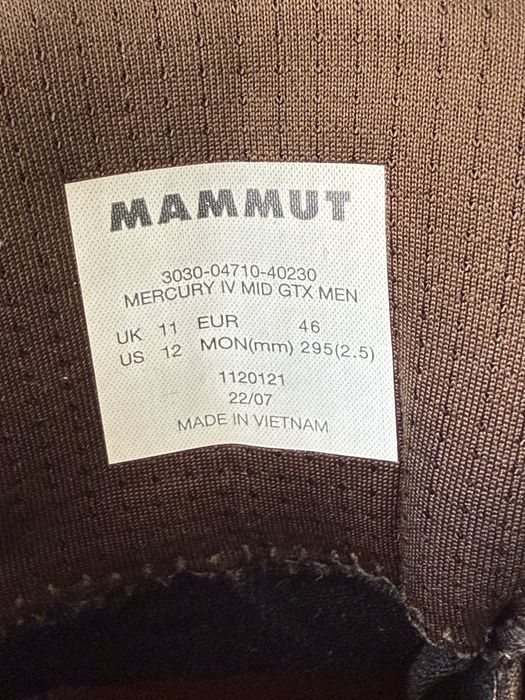 MAMMUT
3030-04710-40230
MERCURY IV MID GTX MEN
UK 11 EUR 46
US 12 MON(mm) 295(2.5)
1120121
22/07
MADE IN VIETNAM